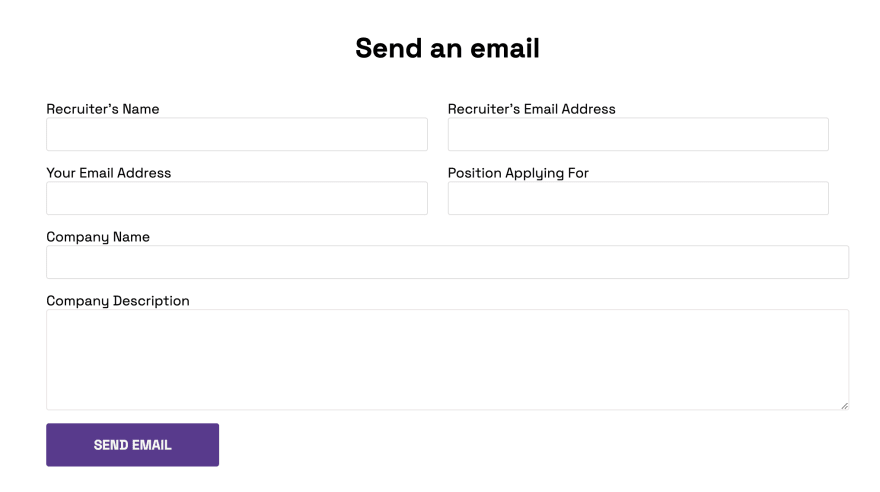 Send an email
Recruiter's Name
Recruiter's Email Address
Your Email Address
Position Applying For
Company Name
Company Description
SEND EMAIL